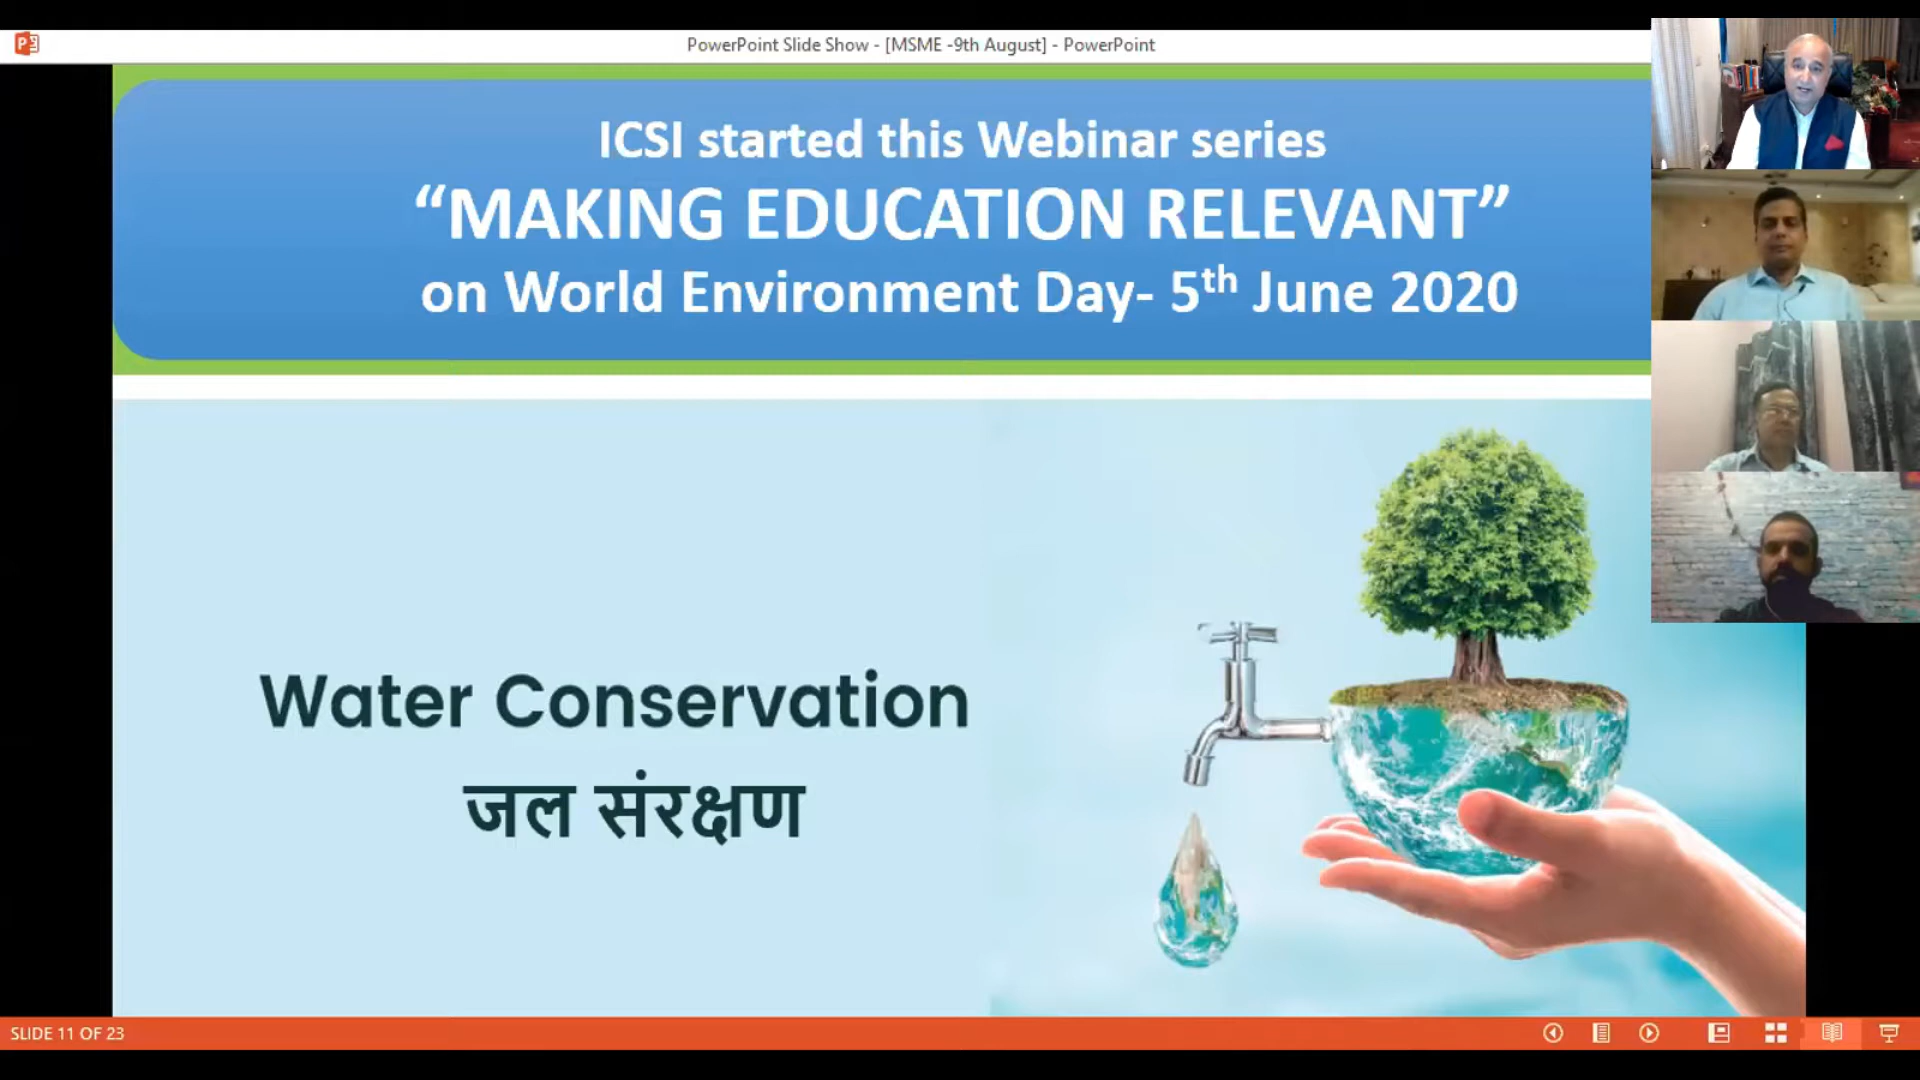 PowerPoint Slide Show - [MSME -9th August] - PowerPoint
ICSI started this Webinar series
“MAKING EDUCATION RELEVANT”
on World Environment Day- 5th June 2020
Water Conservation
जल संरक्षण
SLIDE 11 OF 23